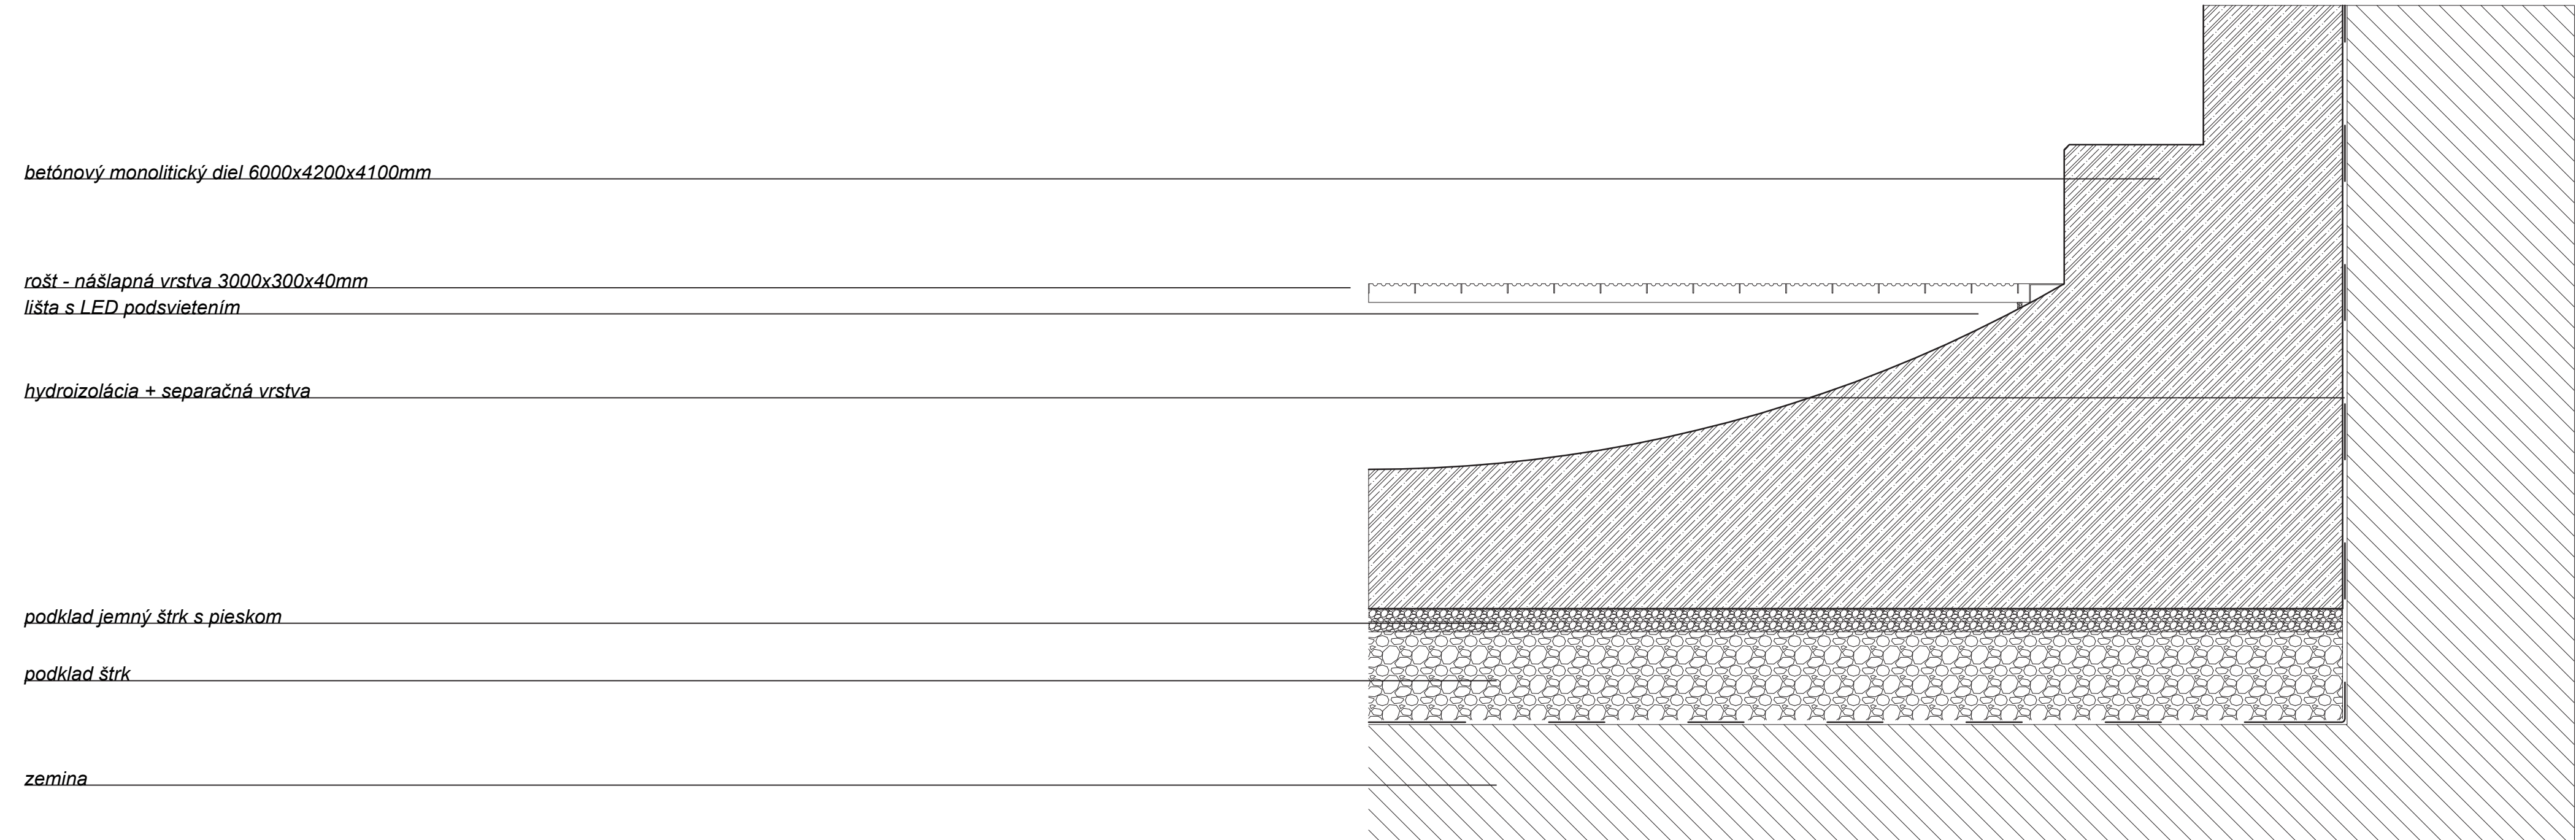 betónový monolitický diel 6000x4200x4100mm
rošt - nášlapná vrstva 3000x300x40mm
lišta s LED podsvietením
hydroizolácia + separačná vrstva
podklad jemný štrk s pieskom
podklad štrk
zemina